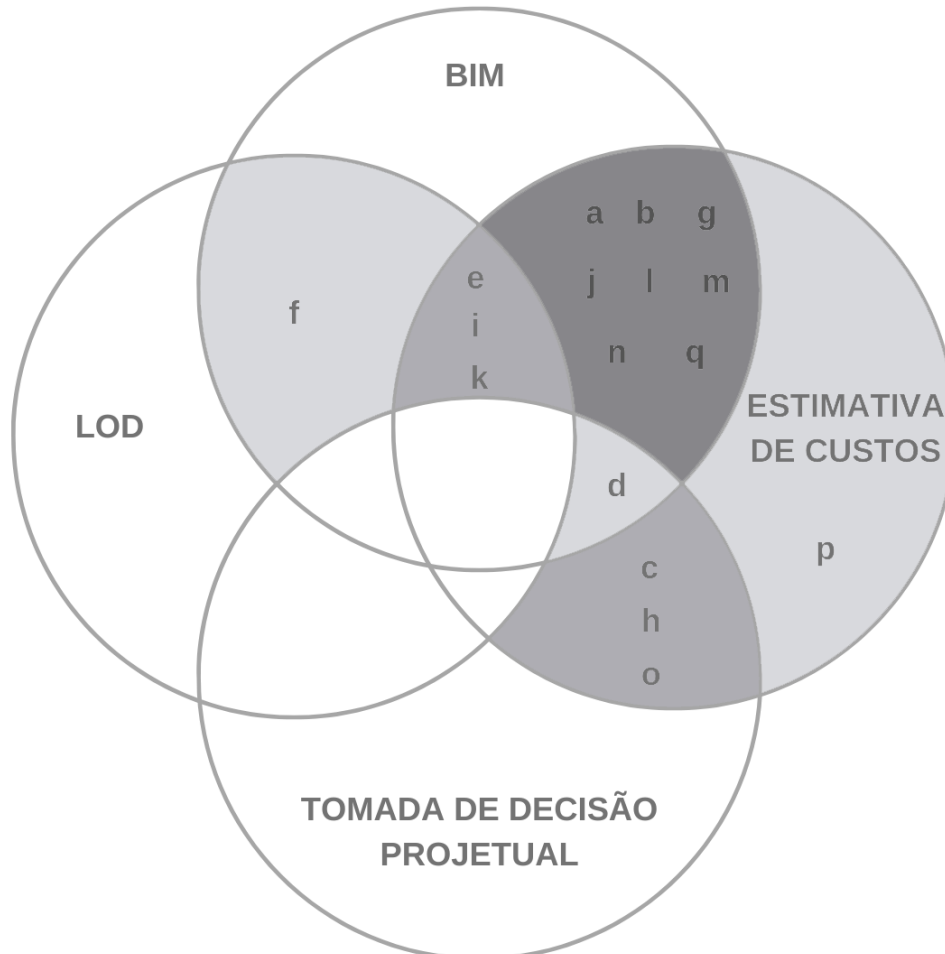 BIM
a b g
e
j l m
f
i
n q
k
ESTIMATIVA
LOD
DE CUSTOS
d
p
c
h
o
TOMADA DE DECISÃO
PROJETUAL